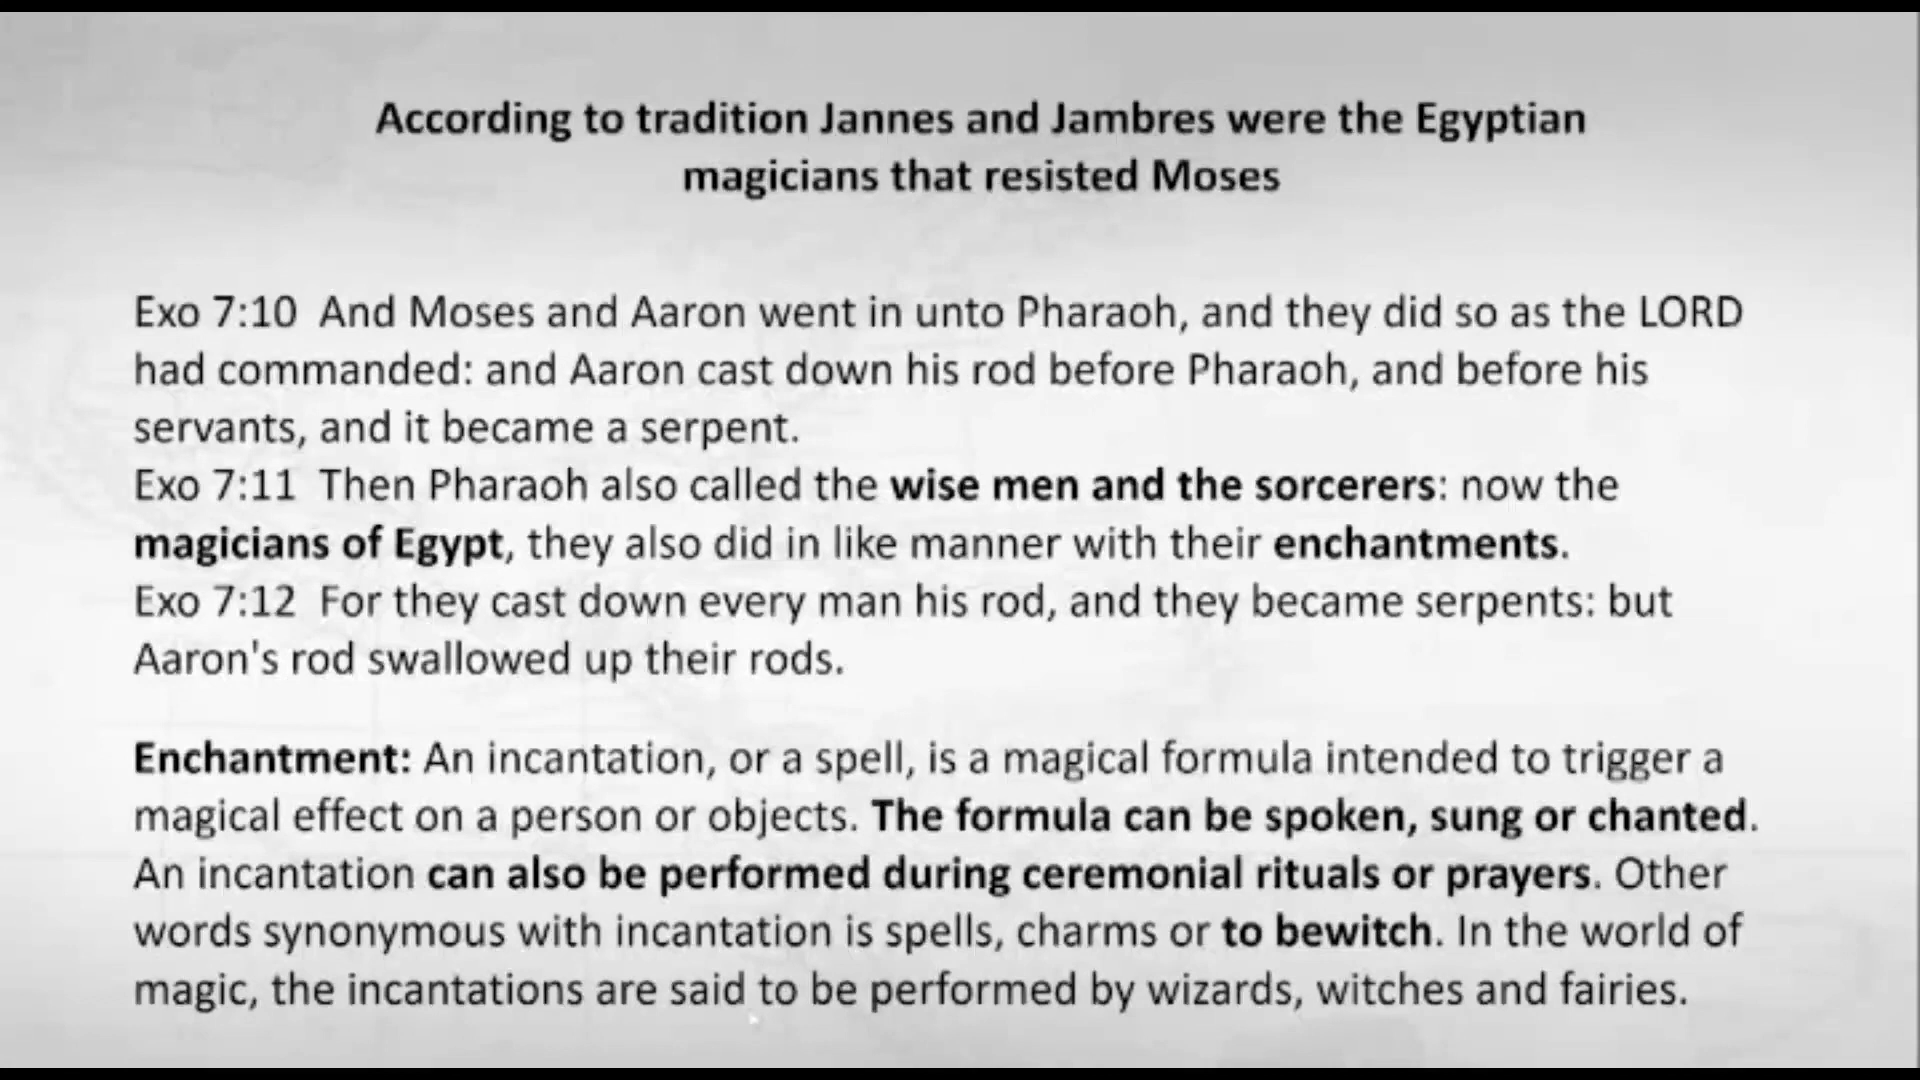 According to tradition Jannes and Jambres were the Egyptian
magicians that resisted Moses
Exo 7:10  And Moses and Aaron went in unto Pharaoh, and they did so as the LORD
had commanded: and Aaron cast down his rod before Pharaoh, and before his
servants, and it became a serpent.
Exo 7:11  Then Pharaoh also called the wise men and the sorcerers: now the
magicians of Egypt, they also did in like manner with their enchantments.
Exo 7:12  For they cast down every man his rod, and they became serpents: but
Aaron's rod swallowed up their rods.
Enchantment: An incantation, or a spell, is a magical formula intended to trigger a
magical effect on a person or objects. The formula can be spoken, sung or chanted.
An incantation can also be performed during ceremonial rituals or prayers. Other
words synonymous with incantation is spells, charms or to bewitch. In the world of
magic, the incantations are said to be performed by wizards, witches and fairies.